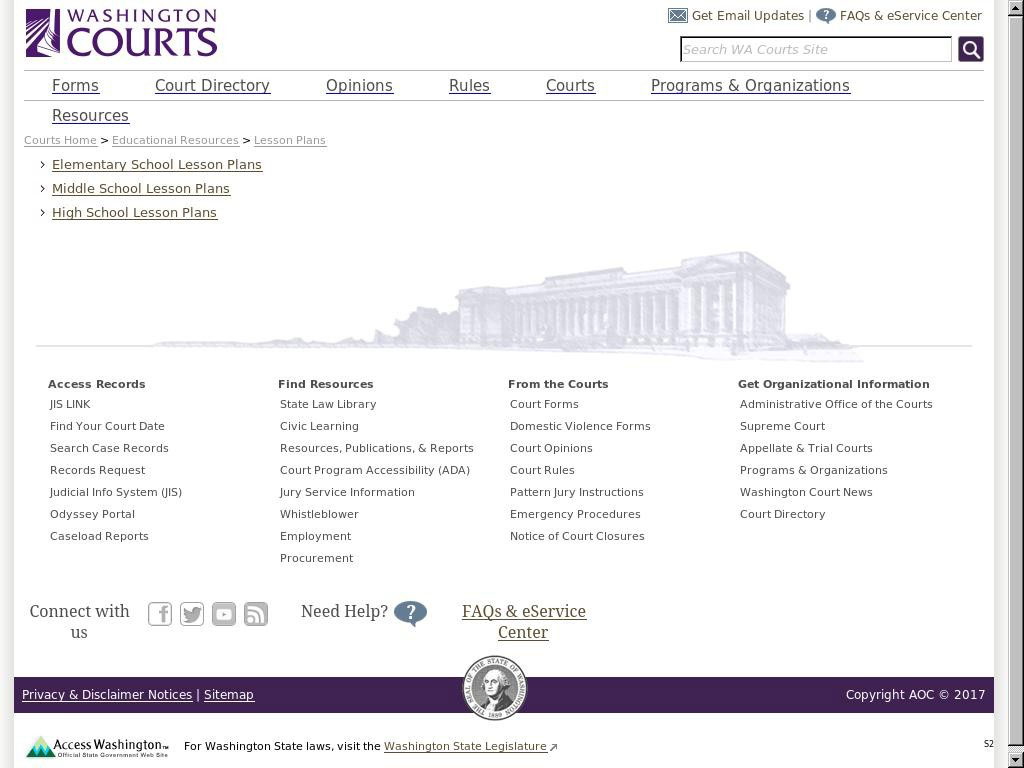 WASHINGTON
COURTS
Get Email Updates | FAQs & eService Center
Search WA Courts Site
Forms Court Directory Opinions Rules Courts Programs & Organizations
Resources
Courts Home > Educational Resources > Lesson Plans
Elementary School Lesson Plans
Middle School Lesson Plans
High School Lesson Plans
Access Records
JIS LINK
Find Your Court Date
Search Case Records
Records Request
Judicial Info System (JIS)
Odyssey Portal
Caseload Reports
Find Resources
State Law Library
Civic Learning
Resources, Publications, & Reports
Court Program Accessibility (ADA)
Jury Service Information
Whistleblower
Employment
Procurement
From the Courts
Court Forms
Domestic Violence Forms
Court Opinions
Court Rules
Pattern Jury Instructions
Emergency Procedures
Notice of Court Closures
Get Organizational Information
Administrative Office of the Courts
Supreme Court
Appellate & Trial Courts
Programs & Organizations
Washington Court News
Court Directory
Connect with
us
Need Help? ?
FAQs & eService
Center
THE SEAL OF THE STATE OF WASHINGTON
1889
Privacy & Disclaimer Notices | Sitemap
Copyright AOC © 2017
Access Washington™
Official State Government Web Site
For Washington State laws, visit the Washington State Legislature
S2